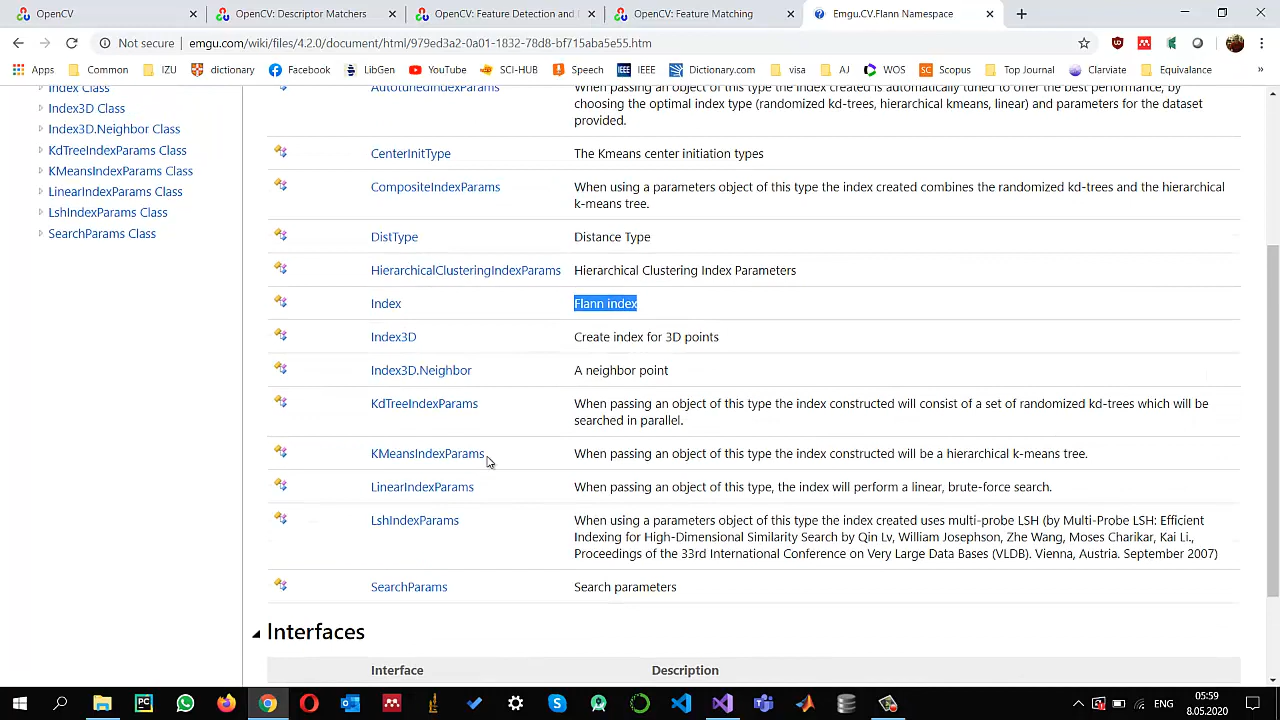 OpenCV
OpenCV: Descriptor Matchers
OpenCV: Feature Detection and
OpenCV: Feature Matching
Emgu.CV.Flann Namespace
Not secure
emgu.com/wiki/files/4.2.0/document/html/979ed8a2-0a01-1832-78d8-bf715aba5e55.htm
Apps
Common
IZU
dictionary
Facebook
LibGen
YouTube
SCI-HUB
Speech
IEEE
Dictionary.com
visa
AJ
WOS
Scopus
Top Journal
Clarviate
Equivalance
Index Class
Index3D Class
Index3D.Neighbor Class
KdTreeIndexParams Class
KMeansIndexParams Class
LinearIndexParams Class
LshIndexParams Class
SearchParams Class
AutotunedIndexParams
When passing an object of this type the index created is automatically tuned to offer the best performance, by
choosing the optimal index type (randomized kd-trees, hierarchical kmeans, linear) and parameters for the dataset
provided.
CenterInitType
The Kmeans center initiation types
CompositeIndexParams
When using a parameters object of this type the index created combines the randomized kd-trees and the hierarchical
k-means tree.
DistType
Distance Type
HierarchicalClusteringIndexParams
Hierarchical Clustering Index Parameters
Index
Flann index
Index3D
Create index for 3D points
Index3D.Neighbor
A neighbor point
KdTreeIndexParams
When passing an object of this type the index constructed will consist of a set of randomized kd-trees which will be
searched in parallel.
KMeansIndexParams
When passing an object of this type the index constructed will be a hierarchical k-means tree.
LinearIndexParams
When passing an object of this type, the index will perform a linear, brute-force search.
LshIndexParams
When using a parameters object of this type the index created uses multi-probe LSH (by Multi-Probe LSH: Efficient
Indexing for High-Dimensional Similarity Search by Qin Lv, William Josephson, Zhe Wang, Moses Charikar, Kai Li.,
Proceedings of the 33rd International Conference on Very Large Data Bases (VLDB). Vienna, Austria. September 2007)
SearchParams
Search parameters
Interfaces
Interface
Description
ENG
05:59
8.05.2020